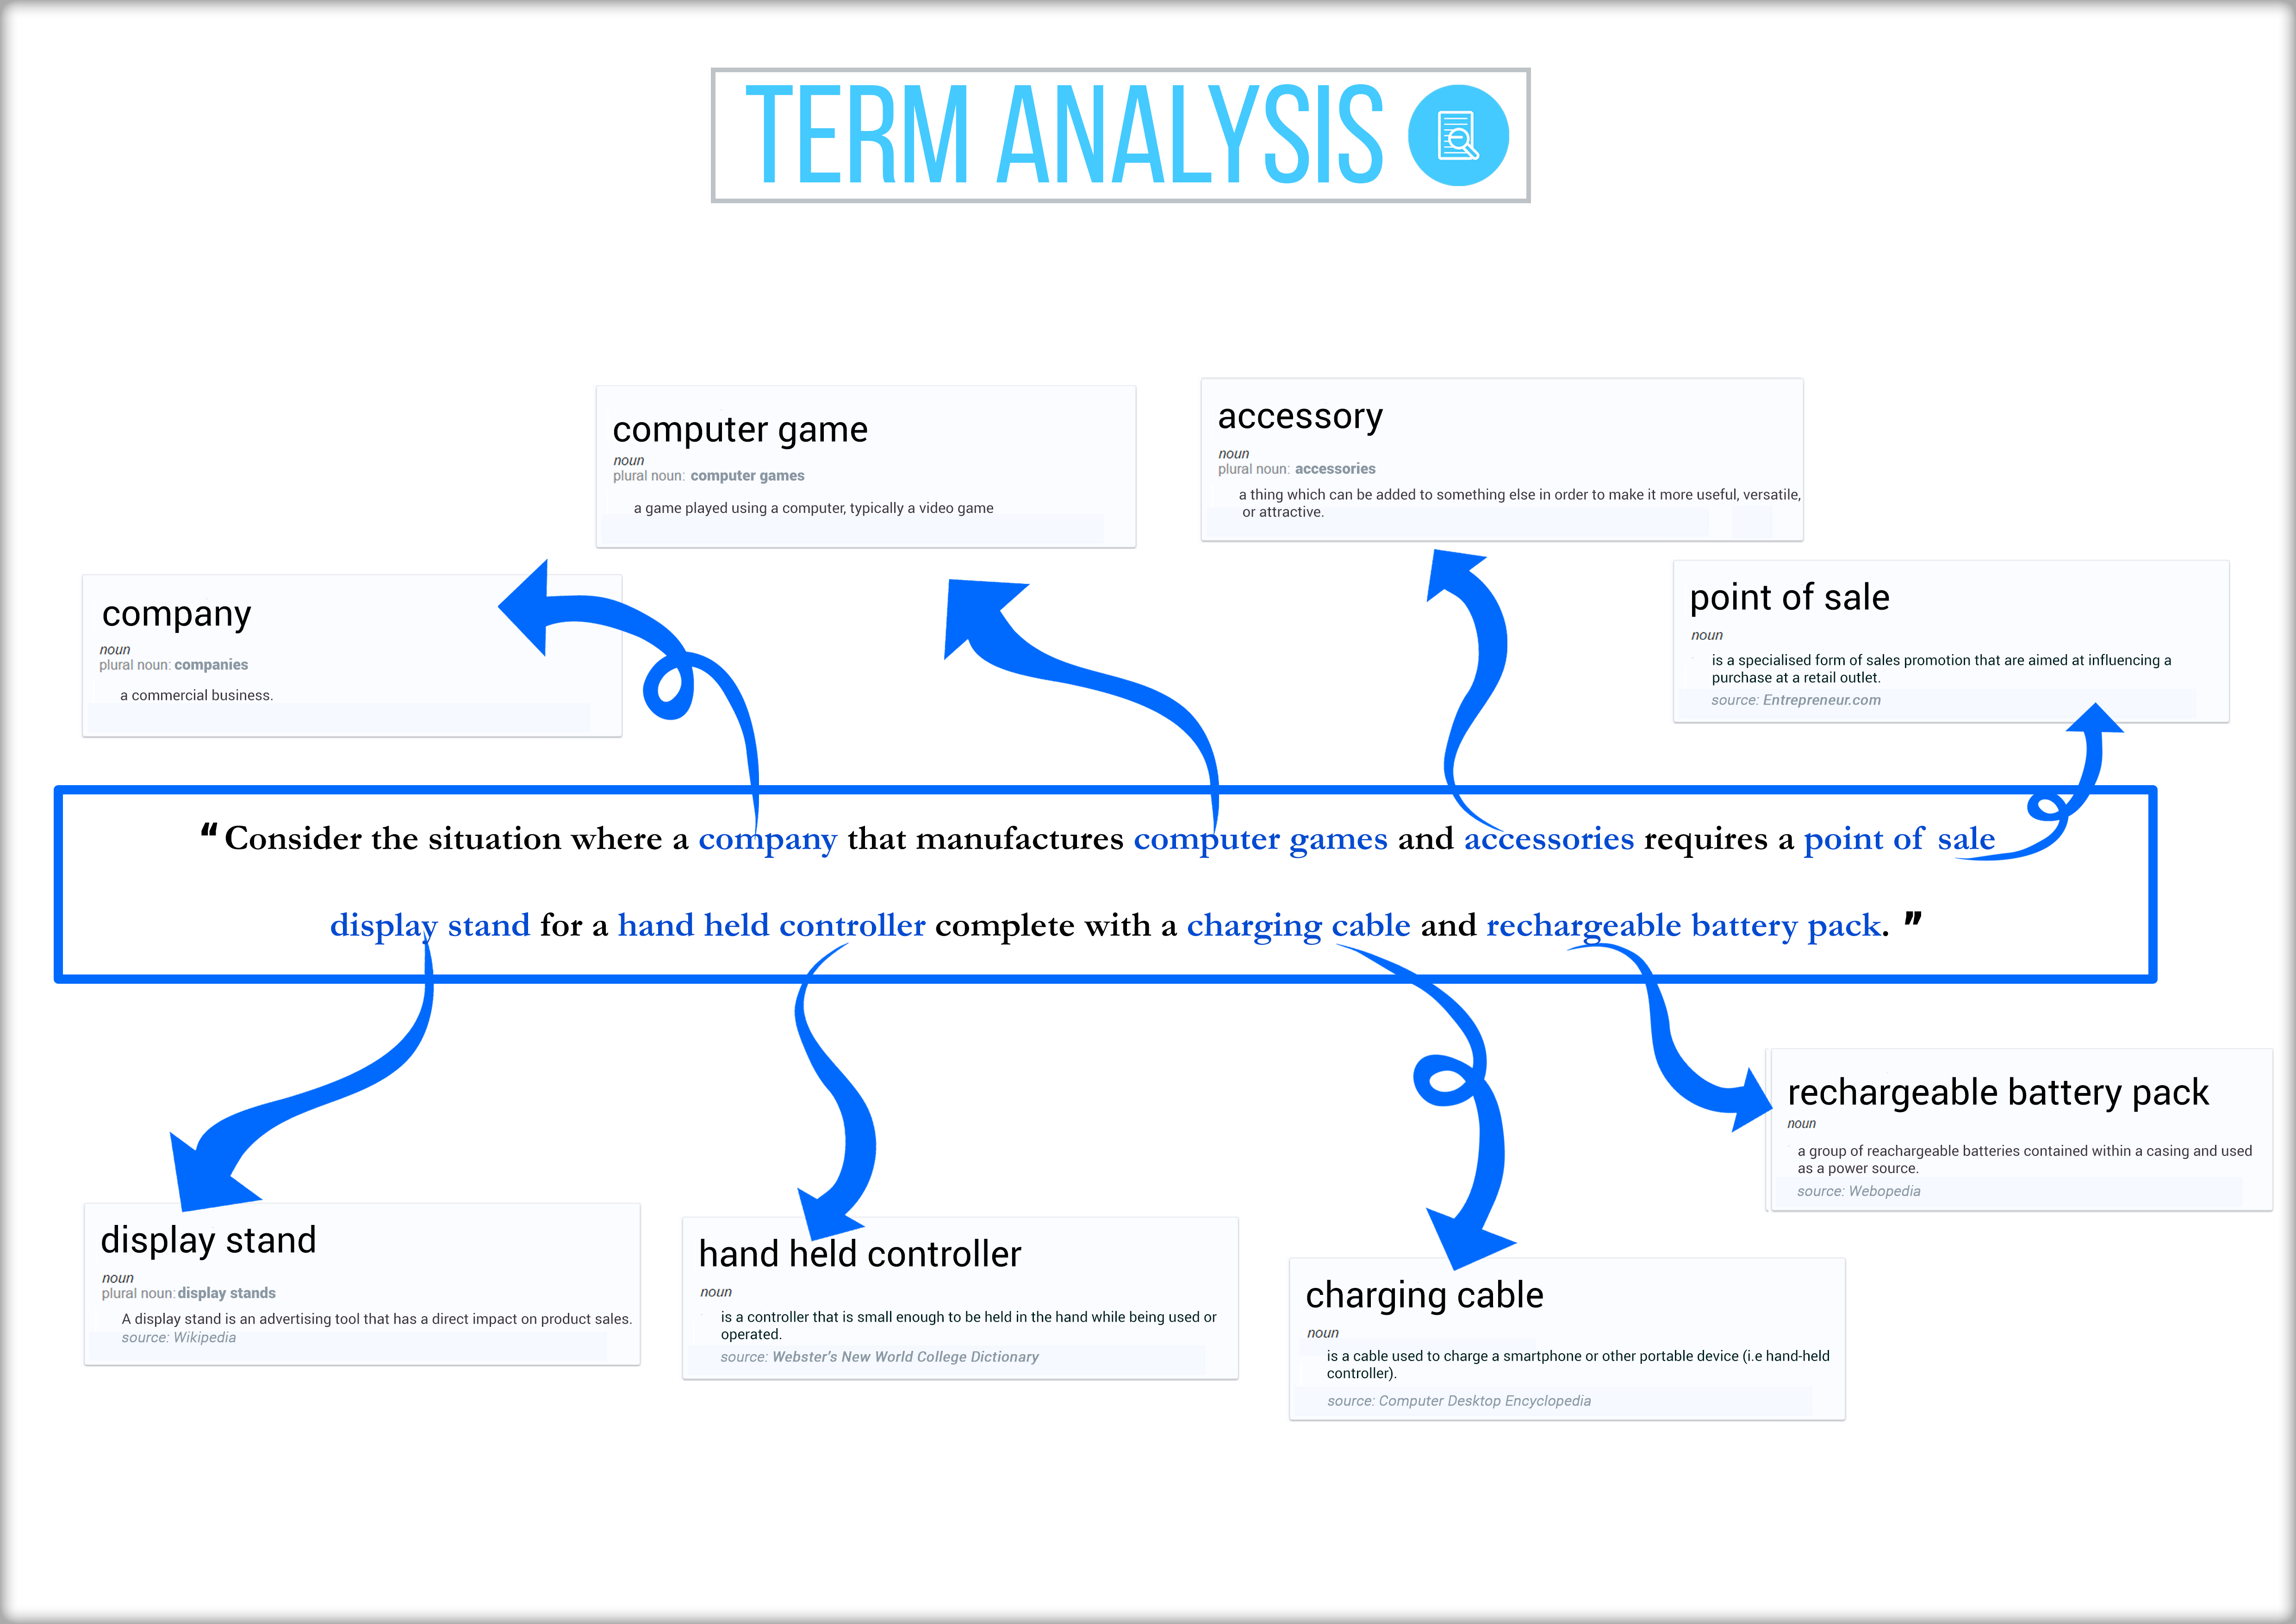 TERM ANALYSIS
computer game
noun
plural noun: computer games
a game played using a computer, typically a video game
accessory
noun
plural noun: accessories
a thing which can be added to something else in order to make it more useful, versatile,
or attractive.
company
noun
plural noun: companies
a commercial business.
point of sale
noun
is a specialised form of sales promotion that are aimed at influencing a
purchase at a retail outlet.
source: Entrepreneur.com
“Consider the situation where a company that manufactures computer games and accessories requires a point of sale
display stand for a hand held controller complete with a charging cable and rechargeable battery pack. ”
rechargeable battery pack
noun
a group of reachargeable batteries contained within a casing and used
as a power source.
source: Webopedia
display stand
noun
plural noun: display stands
A display stand is an advertising tool that has a direct impact on product sales.
source: Wikipedia
hand held controller
noun
is a controller that is small enough to be held in the hand while being used or
operated.
source: Webster’s New World College Dictionary
charging cable
noun
is a cable used to charge a smartphone or other portable device (i.e hand-held
controller).
source: Computer Desktop Encyclopedia